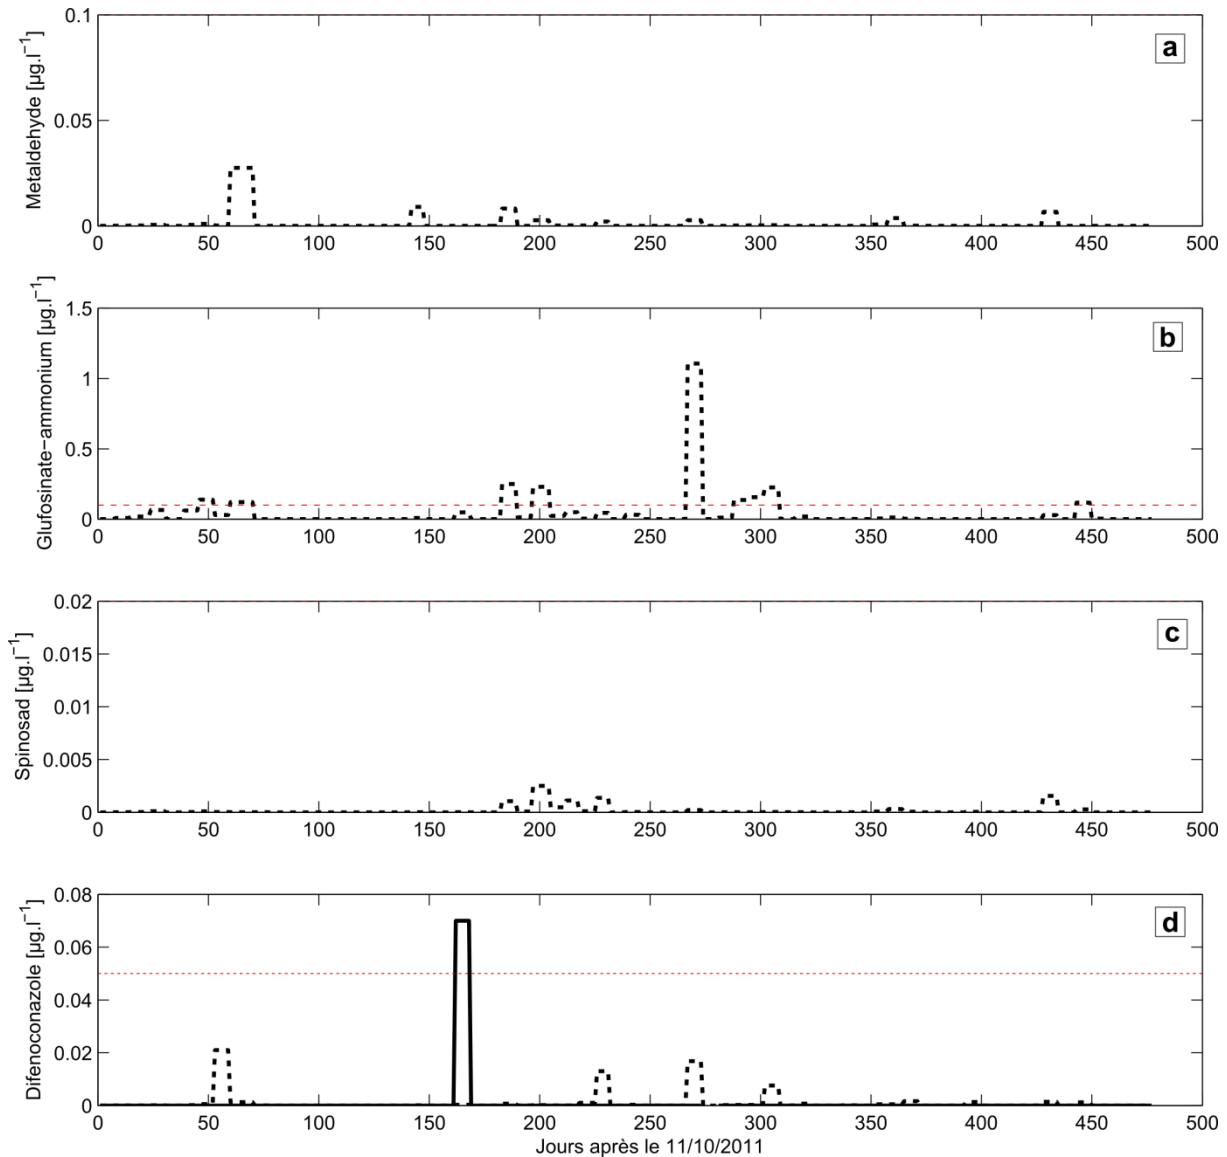 0.1
0.05
0
Metaldehyde [µg.l⁻¹]
a
0 50 100 150 200 250 300 350 400 450 500
1.5
1
0.5
0
Glufosinate−ammonium [µg.l⁻¹]
b
0 50 100 150 200 250 300 350 400 450 500
0.02
0.015
0.01
0.005
0
Spinosad [µg.l⁻¹]
c
0 50 100 150 200 250 300 350 400 450 500
0.08
0.06
0.04
0.02
0
Difenoconazole [µg.l⁻¹]
d
0 50 100 150 200 250 300 350 400 450 500
Jours après le 11/10/2011